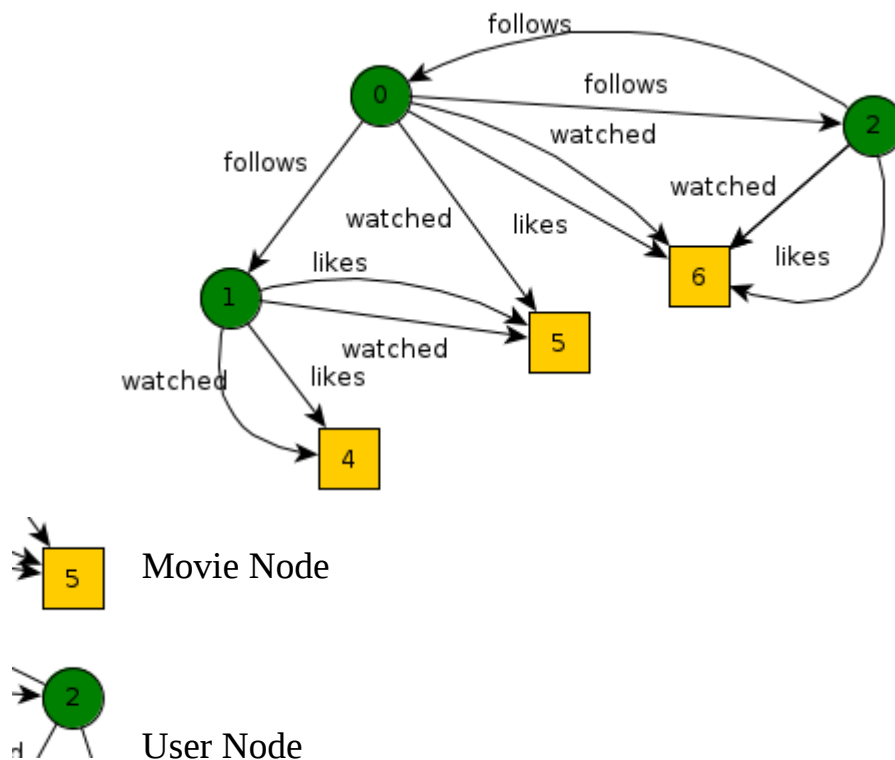 follows
0
follows
2
watched
follows
watched
watched
likes
likes
likes
6
1
5
watched
likes
watched
4
5
Movie Node
2
d
User Node